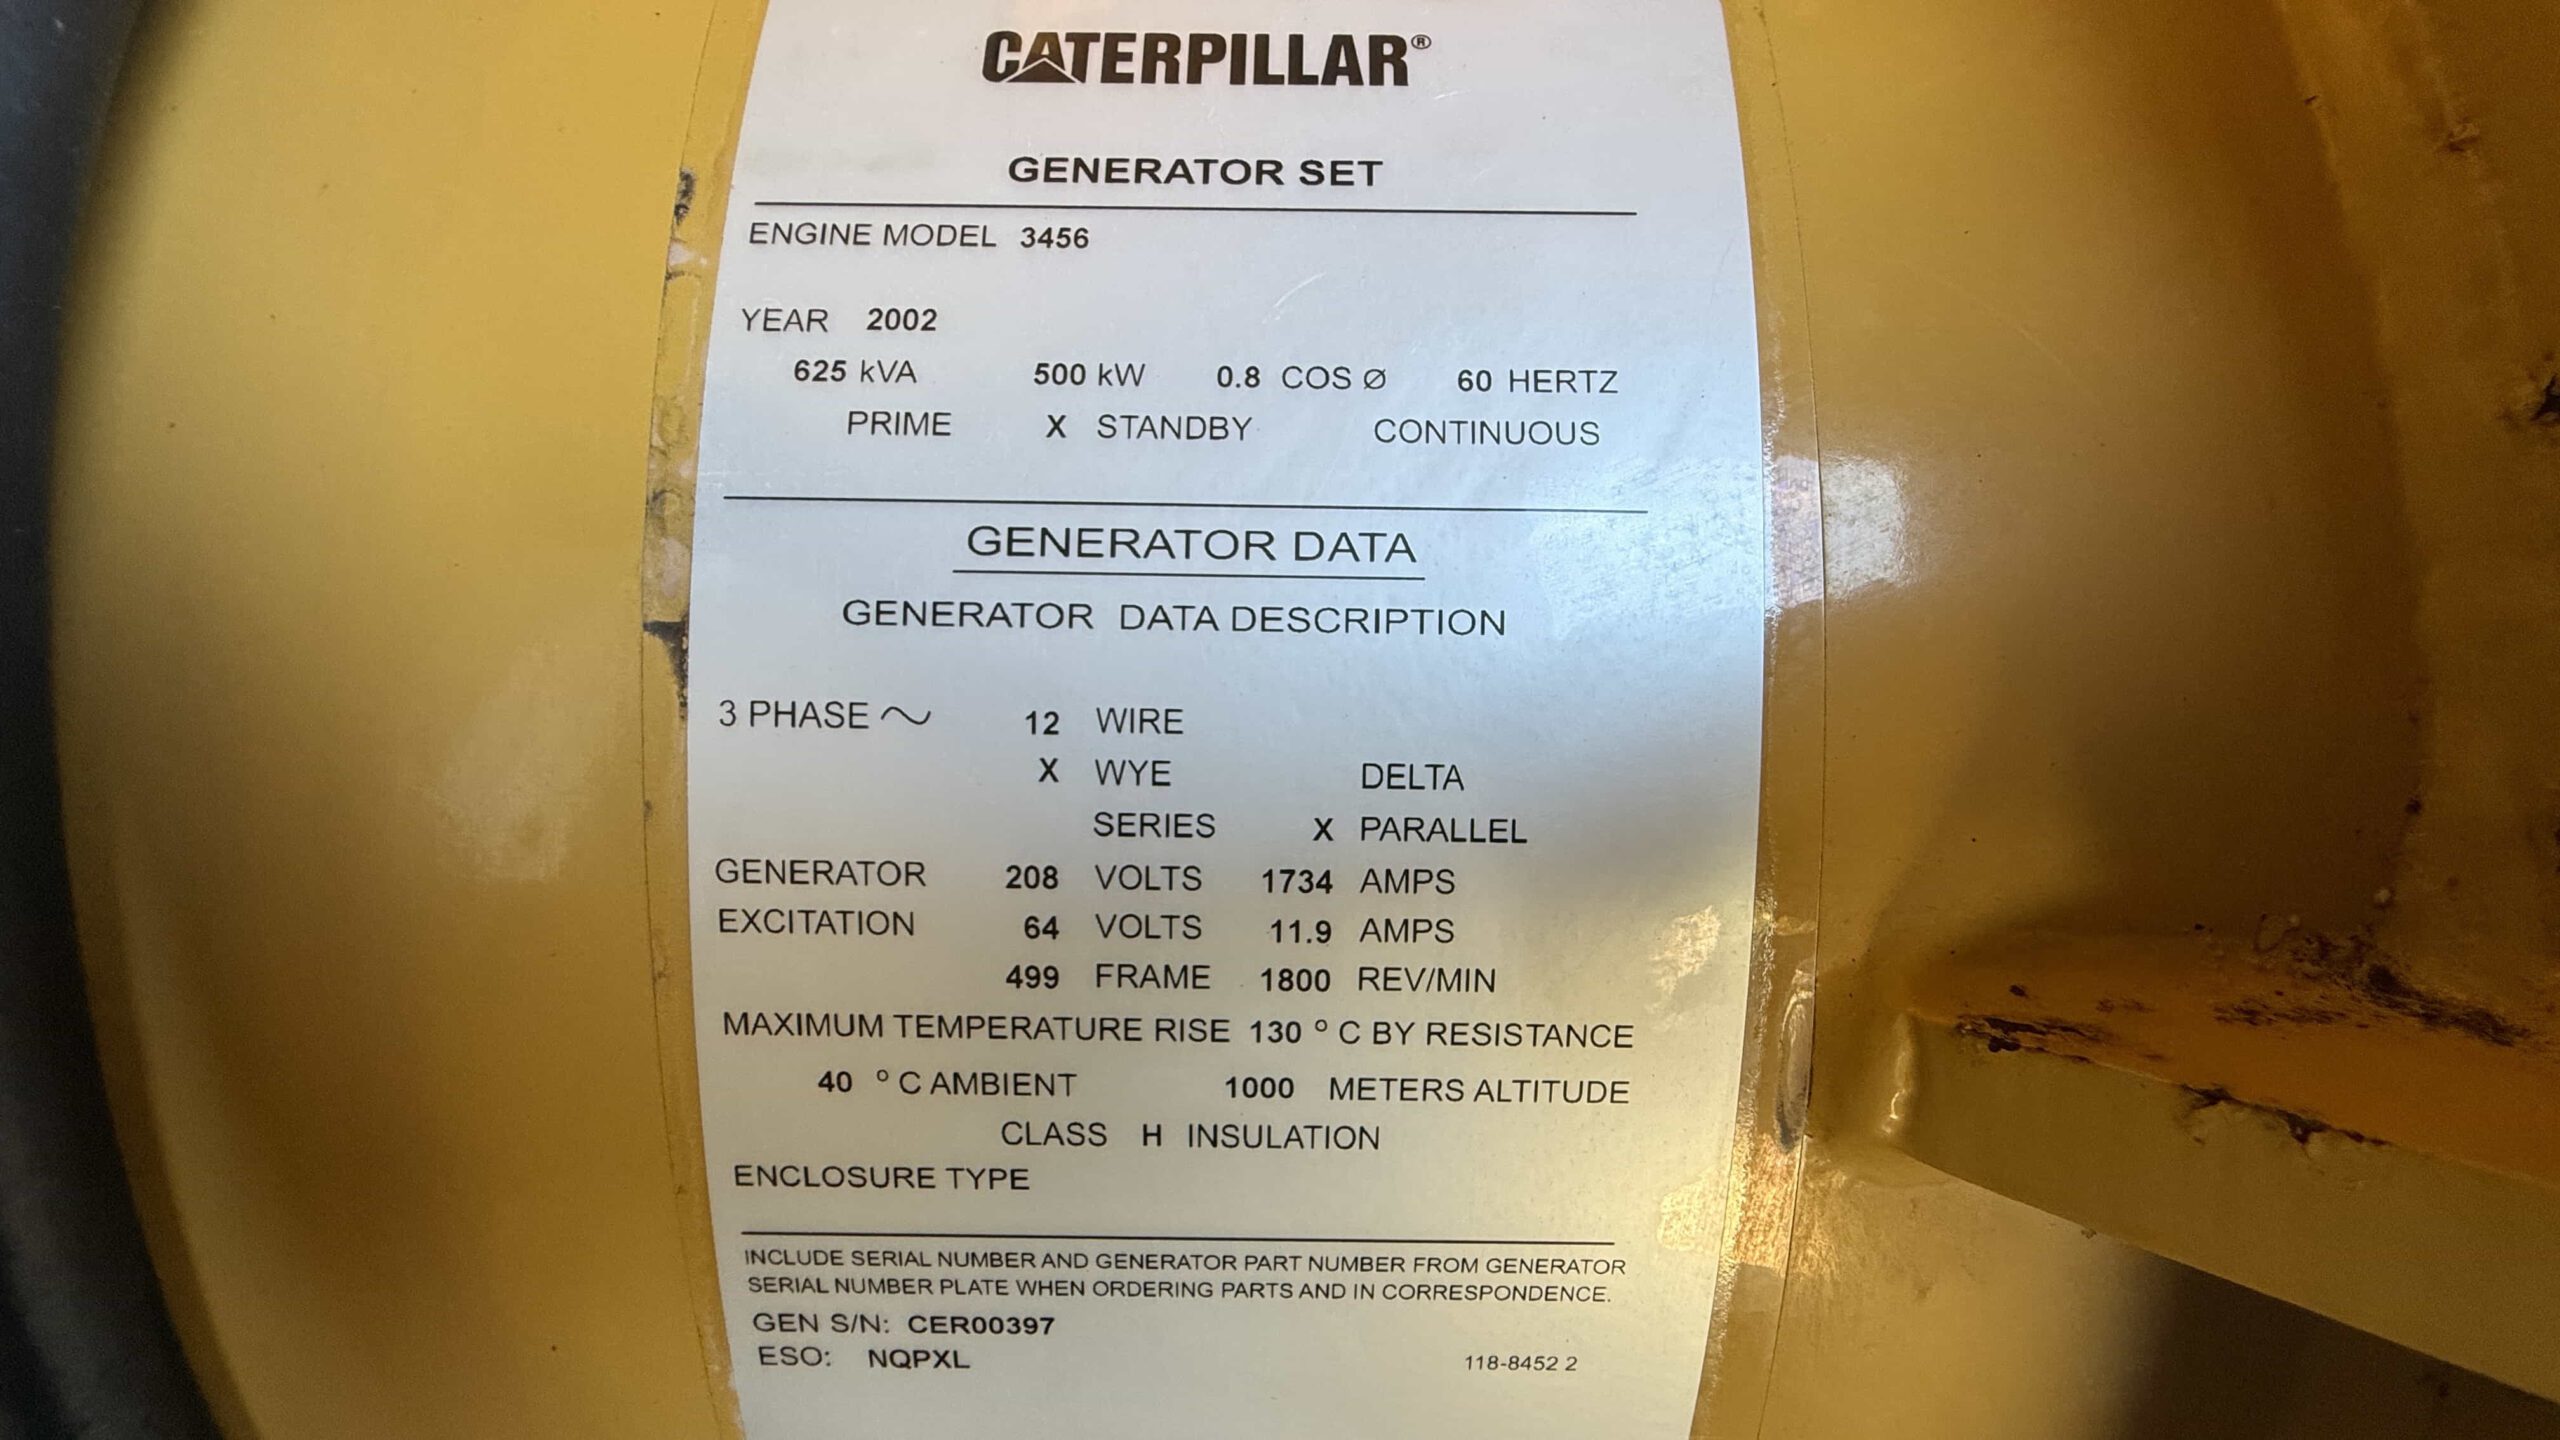 CATERPILLAR®
GENERATOR SET
ENGINE MODEL 3456
YEAR 2002
625 kVA 500 kW 0.8 COS Ø 60 HERTZ
PRIME X STANDBY CONTINUOUS
GENERATOR DATA
GENERATOR DATA DESCRIPTION
3 PHASE ~ 12 WIRE
X WYE DELTA
SERIES X PARALLEL
GENERATOR 208 VOLTS 1734 AMPS
EXCITATION 64 VOLTS 11.9 AMPS
499 FRAME 1800 REV/MIN
MAXIMUM TEMPERATURE RISE 130 ° C BY RESISTANCE
40 ° C AMBIENT 1000 METERS ALTITUDE
CLASS H INSULATION
ENCLOSURE TYPE
INCLUDE SERIAL NUMBER AND GENERATOR PART NUMBER FROM GENERATOR
SERIAL NUMBER PLATE WHEN ORDERING PARTS AND IN CORRESPONDENCE.
GEN S/N: CER00397
ESO: NQPXL 118-8452 2